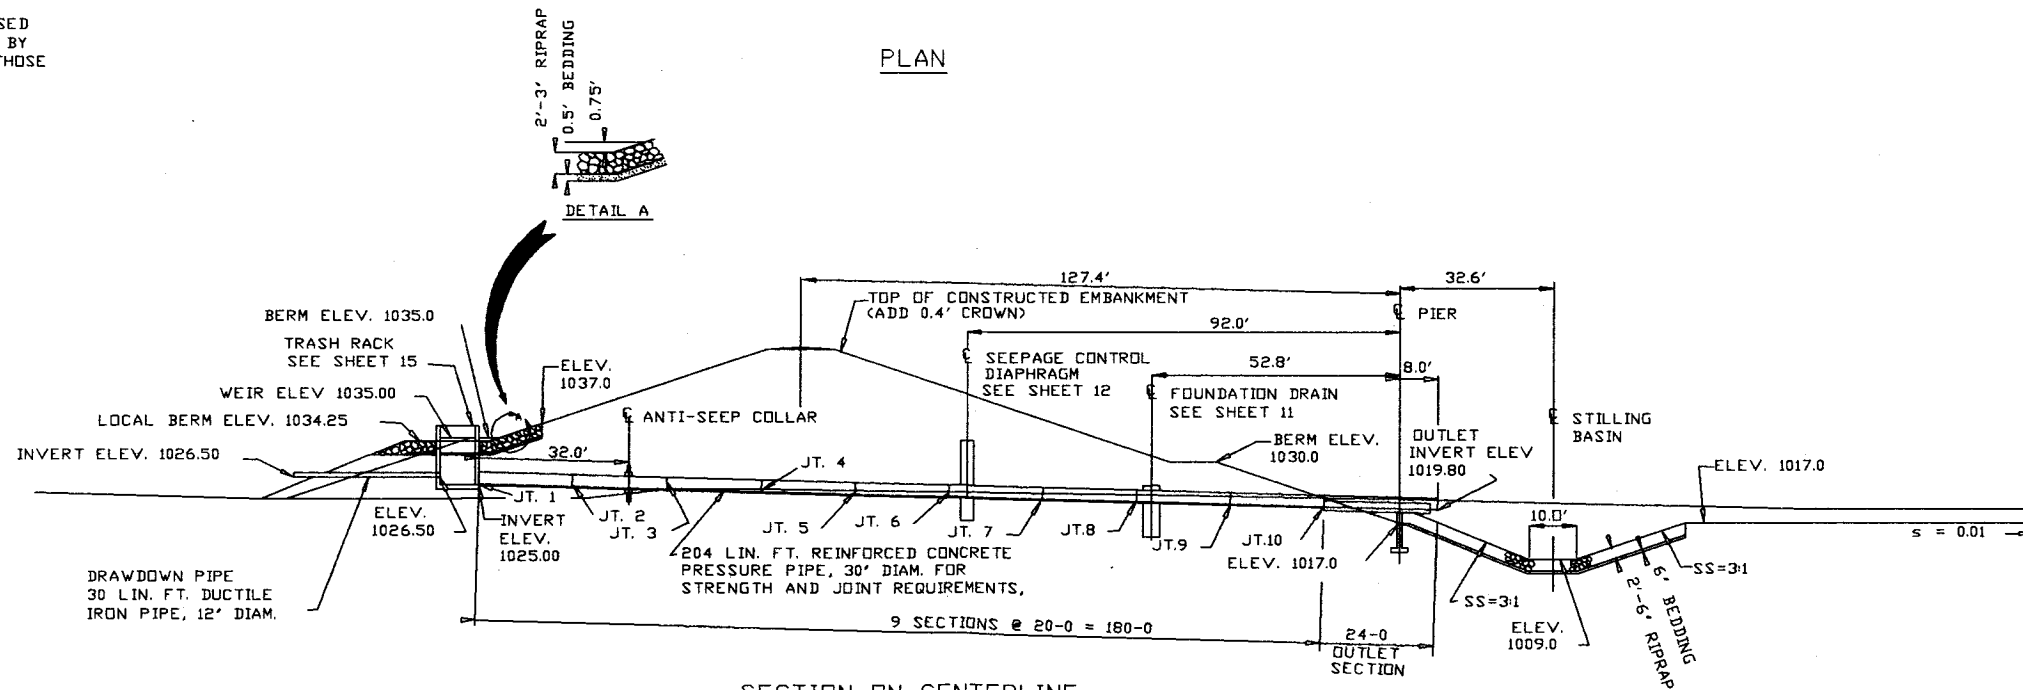 SED
BY
THOSE
PLAN
2'-3' RIPRAP
0.5' BEDDING
0.75'
DETAIL A
127.4'
32.6'
TOP OF CONSTRUCTED EMBANKMENT
(ADD 0.4' CROWN)
℄ PIER
92.0'
BERM ELEV. 1035.0
TRASH RACK
SEE SHEET 15
ELEV.
1037.0
℄ SEEPAGE CONTROL
DIAPHRAGM
SEE SHEET 12
52.8'
8.0'
WEIR ELEV 1035.00
LOCAL BERM ELEV. 1034.25
℄ ANTI-SEEP COLLAR
℄ FOUNDATION DRAIN
SEE SHEET 11
℄ STILLING
BASIN
INVERT ELEV. 1026.50
32.0'
BERM ELEV.
1030.0
OUTLET
INVERT ELEV
1019.80
ELEV. 1017.0
JT. 1
JT. 2
JT. 3
JT. 4
JT. 5
JT. 6
JT. 7
JT.8
JT.9
JT.10
10.0'
S = 0.01
ELEV.
1026.50
INVERT
ELEV.
1025.00
204 LIN. FT. REINFORCED CONCRETE
PRESSURE PIPE, 30' DIAM. FOR
STRENGTH AND JOINT REQUIREMENTS,
ELEV. 1017.0
DRAWDOWN PIPE
30 LIN. FT. DUCTILE
IRON PIPE, 12' DIAM.
SS=3:1
SS=3:1
6' BEDDING
2'-6' RIPRAP
ELEV.
1009.0
9 SECTIONS @ 20-0 = 180-0
24-0
OUTLET
SECTION
SECTION ON CENTERLINE